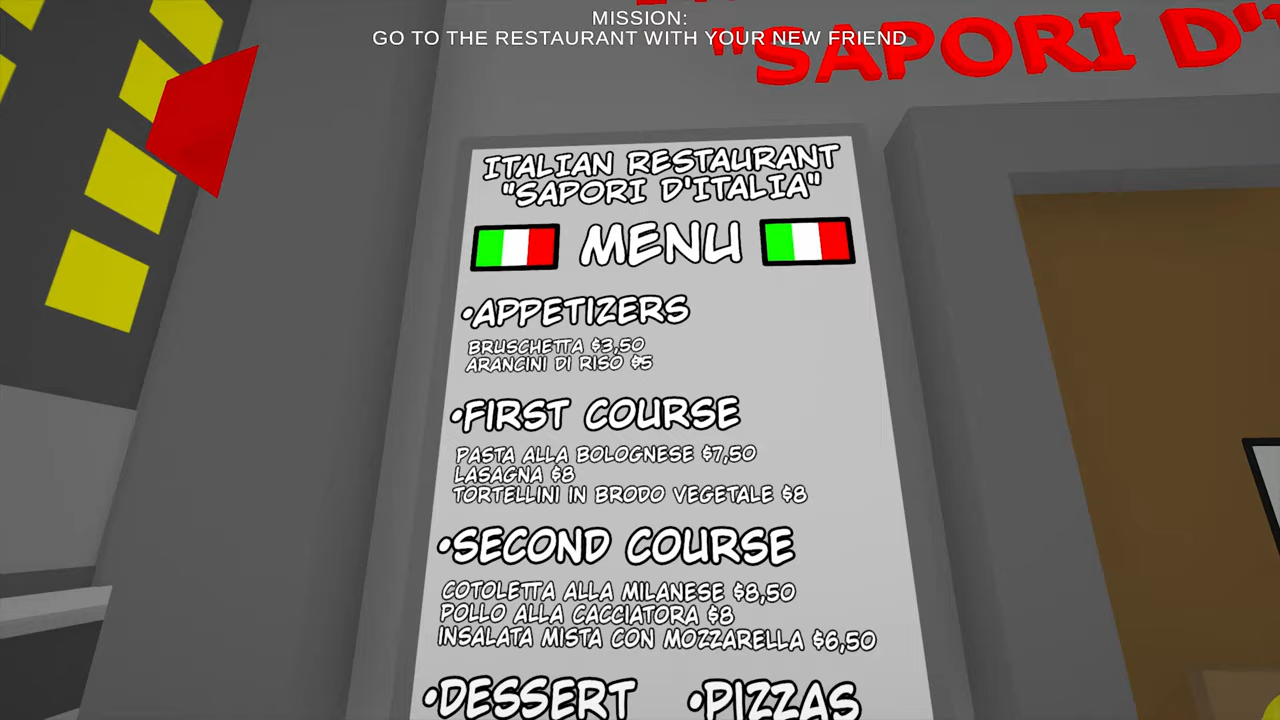 MISSION:
GO TO THE RESTAURANT WITH YOUR NEW FRIEND
"SAPORI D'
ITALIAN RESTAURANT
"SAPORI D'ITALIA"
MENU
•APPETIZERS
BRUSCHETTA $3,50
ARANCINI DI RISO $5
•FIRST COURSE
PASTA ALLA BOLOGNESE $7,50
LASAGNA $8
TORTELLINI IN BRODO VEGETALE $8
•SECOND COURSE
COTOLETTA ALLA MILANESE $8,50
POLLO ALLA CACCIATORA $8
INSALATA MISTA CON MOZZARELLA $6,50
•DESSERT •PIZZAS